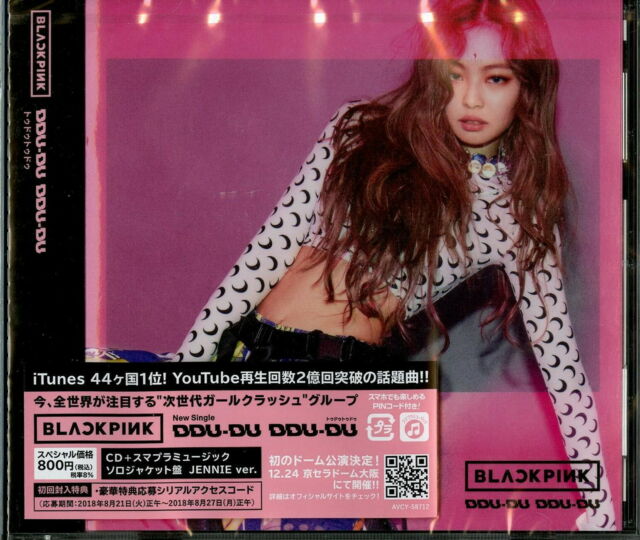 BLACKPINK
DDU-DU DDU-DU
トゥドゥトゥドゥ
iTunes 44ヶ国1位! YouTube再生回数2億回突破の話題曲!!
今、全世界が注目する"次世代ガールクラッシュ"グループ
スマホでも楽しめる
PINコード付き!
BLACKPINK
New Single
トゥドゥトゥドゥ
DDU-DU DDU-DU
スペシャル価格
800円(税込)
税率8%
CD+スマプラミュージック
ソロジャケット盤 JENNIE ver.
初回封入特典
・豪華特典応募シリアルアクセスコード
(応募期間:2018年8月21日(火)正午~2018年8月27日(月)正午)
初のドーム公演決定!
12.24 京セラドーム大阪
にて開催!!
詳細はオフィシャルサイトをチェック!
AVCY-58712
BLACKPINK
DDU-DU DDU-DU